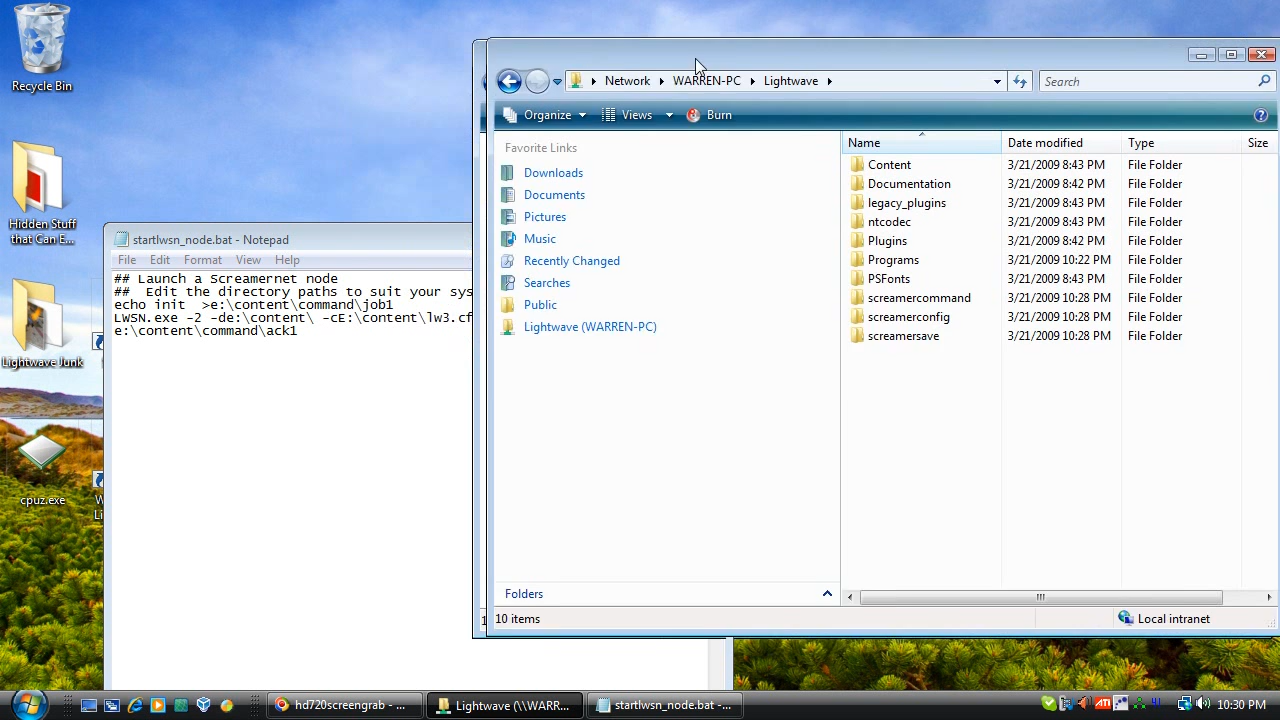 Recycle Bin
Hidden Stuff
that Can E...
Lightwave Junk
cpuz.exe
startlwsn_node.bat - Notepad
File Edit Format View Help
## Launch a Screamernet node
##  Edit the directory paths to suit your sys
echo init  >e:\content\command\job1
LWSN.exe -2 -de:\content\ -cE:\content\lw3.cf
e:\content\command\ack1
Network WARREN-PC Lightwave
Search
Organize Views Burn
Favorite Links
Downloads
Documents
Pictures
Music
Recently Changed
Searches
Public
Lightwave (WARREN-PC)
Folders
Name Date modified Type Size
Content 3/21/2009 8:43 PM File Folder
Documentation 3/21/2009 8:42 PM File Folder
legacy_plugins 3/21/2009 8:43 PM File Folder
ntcodec 3/21/2009 8:43 PM File Folder
Plugins 3/21/2009 8:42 PM File Folder
Programs 3/21/2009 10:22 PM File Folder
PSFonts 3/21/2009 8:43 PM File Folder
screamercommand 3/21/2009 10:28 PM File Folder
screamerconfig 3/21/2009 10:28 PM File Folder
screamersave 3/21/2009 10:28 PM File Folder
10 items
Local intranet
hd720screengrab - ...
Lightwave (\\WARR...
startlwsn_node.bat -...
ATI
41
10:30 PM